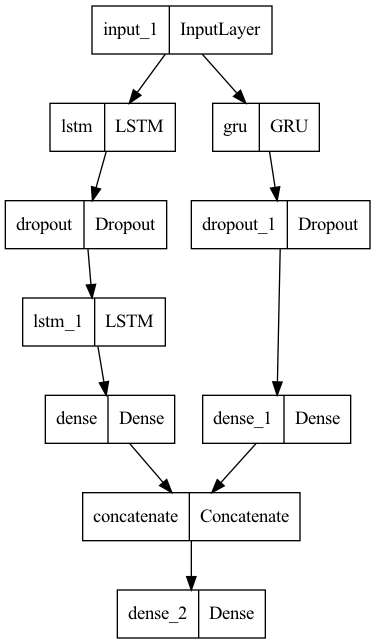 input_1 InputLayer
lstm LSTM gru GRU
dropout Dropout dropout_1 Dropout
lstm_1 LSTM
dense Dense dense_1 Dense
concatenate Concatenate
dense_2 Dense